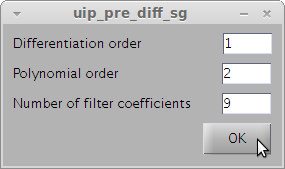 uip_pre_diff_sg
Differentiation order 1
Polynomial order 2
Number of filter coefficients 9
OK